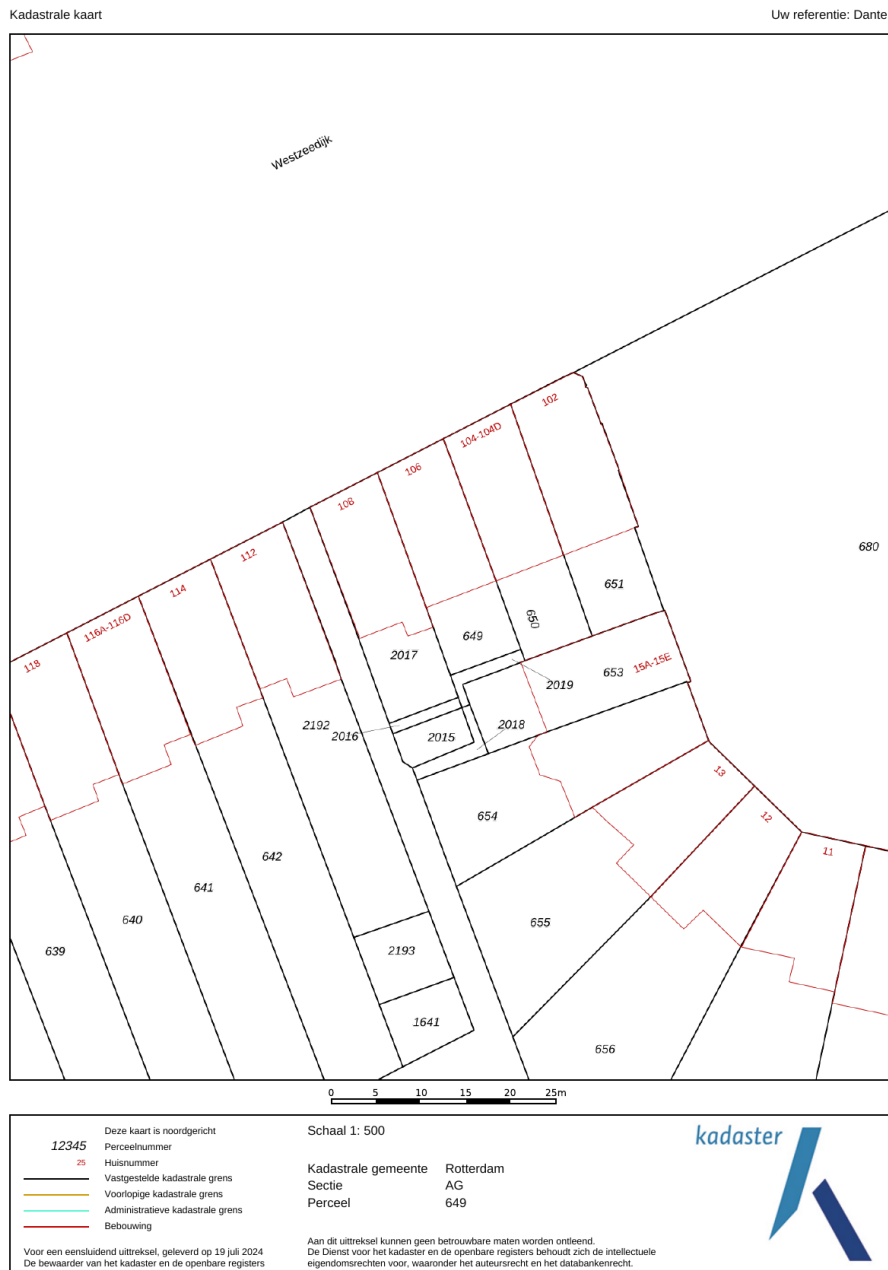 Kadastrale kaart
Uw referentie: Dante
Westzeedijk
102
104-104D
106
108
112
114
116A-116D
118
680
651
650
649
2017
653
15A-15E
2019
2018
2192
2016
2015
13
12
11
654
642
641
640
639
655
2193
1641
656
0 5 10 15 20 25m
Deze kaart is noordgericht
12345 Perceelnummer
25 Huisnummer
Vastgestelde kadastrale grens
Voorlopige kadastrale grens
Administratieve kadastrale grens
Bebouwing
Voor een eensluidend uittreksel, geleverd op 19 juli 2024
De bewaarder van het kadaster en de openbare registers
Schaal 1: 500
Kadastrale gemeente Rotterdam
Sectie AG
Perceel 649
Aan dit uittreksel kunnen geen betrouwbare maten worden ontleend.
De Dienst voor het kadaster en de openbare registers behoudt zich de intellectuele
eigendomsrechten voor, waaronder het auteursrecht en het databankenrecht.
kadaster